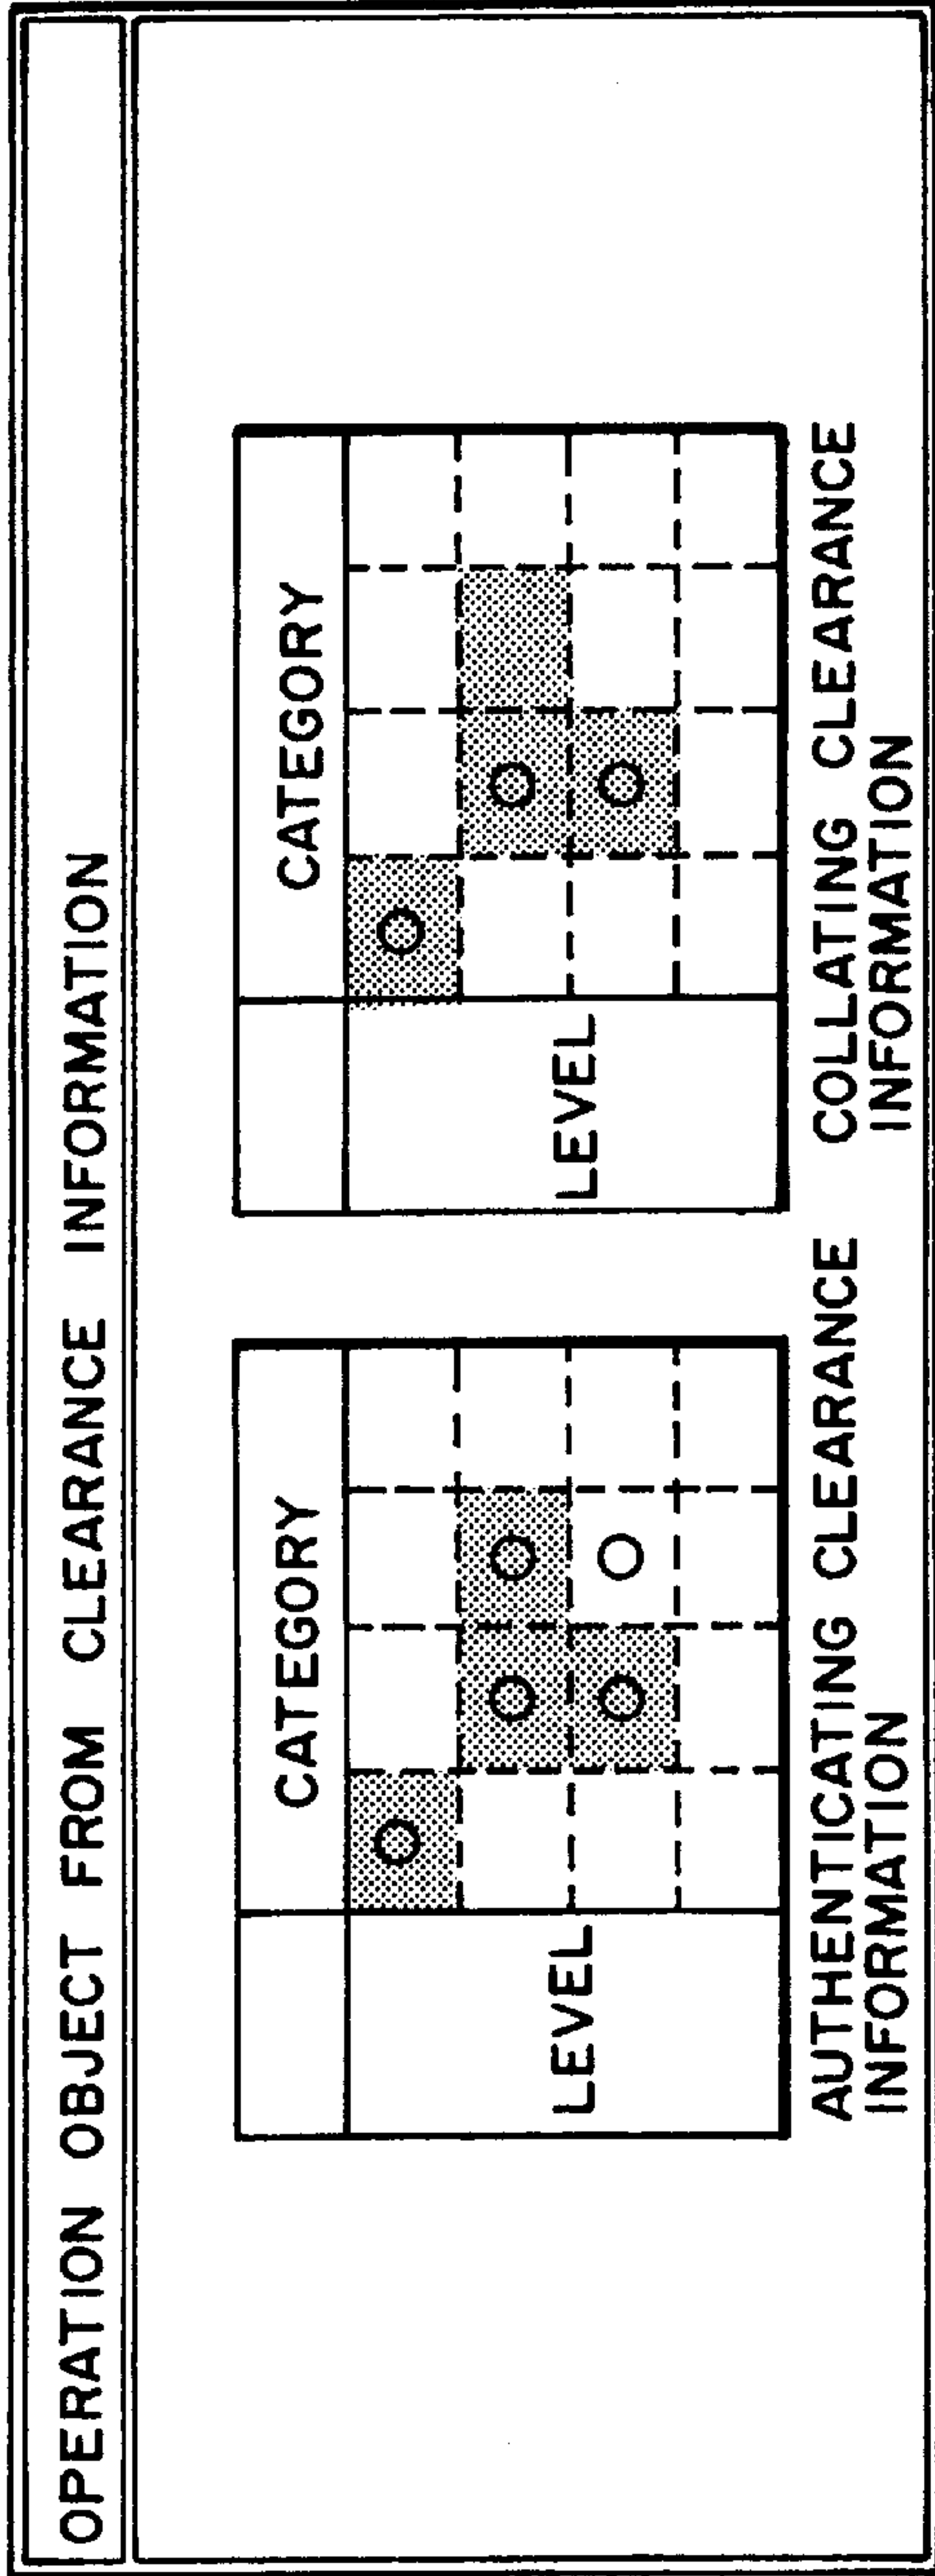 OPERATION OBJECT FROM CLEARANCE INFORMATION
CATEGORY
LEVEL
AUTHENTICATING CLEARANCE
INFORMATION
CATEGORY
LEVEL
COLLATING CLEARANCE
INFORMATION